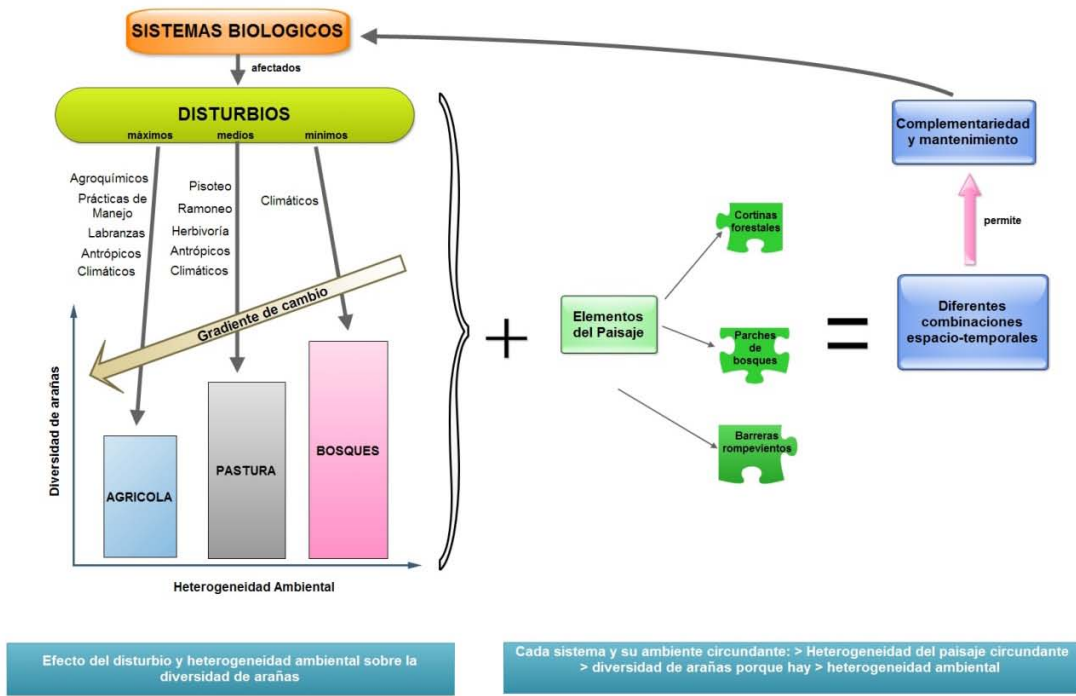 SISTEMAS BIOLOGICOS
afectados
DISTURBIOS
máximos medios mínimos
Agroquímicos
Prácticas de
Manejo
Labranzas
Antrópicos
Climáticos
Pisoteo
Ramoneo
Herbivoría
Antrópicos
Climáticos
Climáticos
Gradiente de cambio
Diversidad de arañas
AGRICOLA
PASTURA
BOSQUES
Heterogeneidad Ambiental
+
Elementos
del Paisaje
Cortinas
forestales
Parches
de
bosques
Barreras
rompevientos
=
Diferentes
combinaciones
espacio-temporales
permite
Complementariedad
y mantenimiento
Efecto del disturbio y heterogeneidad ambiental sobre la
diversidad de arañas
Cada sistema y su ambiente circundante: > Heterogeneidad del paisaje circundante
> diversidad de arañas porque hay > heterogeneidad ambiental